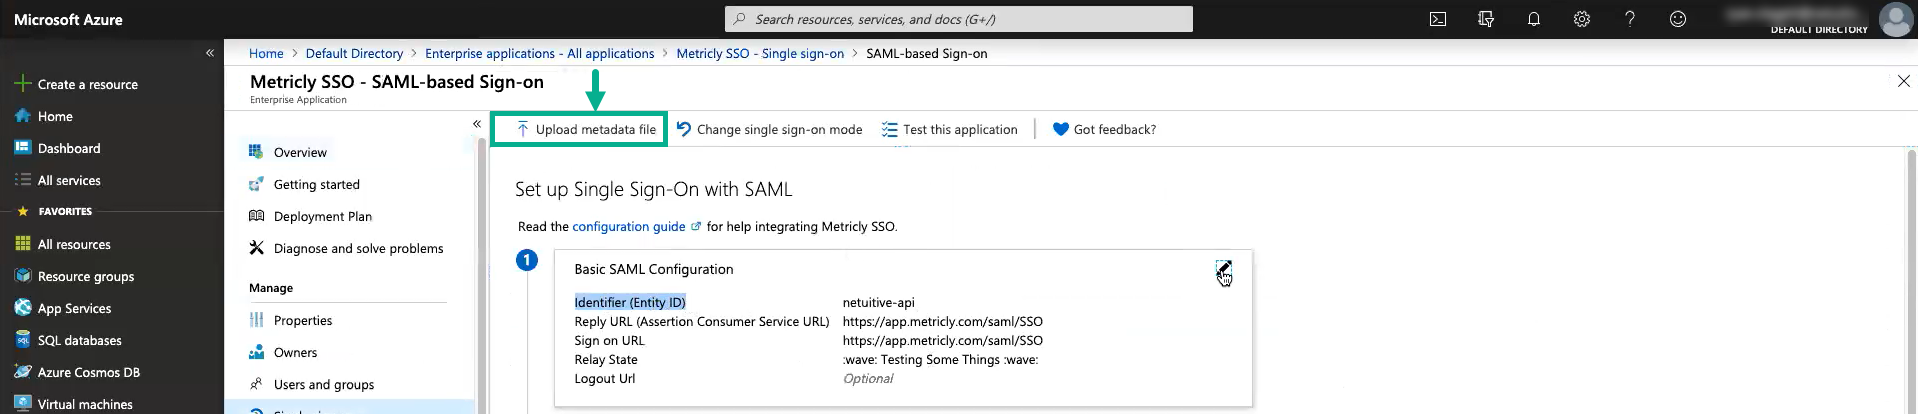 Microsoft Azure
Search resources, services, and docs (G+/)
DEFAULT DIRECTORY
Home > Default Directory > Enterprise applications - All applications > Metricly SSO - Single sign-on > SAML-based Sign-on
Metricly SSO - SAML-based Sign-on
Enterprise Application
Create a resource
Home
Dashboard
All services
FAVORITES
All resources
Resource groups
App Services
SQL databases
Azure Cosmos DB
Virtual machines
Overview
Getting started
Deployment Plan
Diagnose and solve problems
Manage
Properties
Owners
Users and groups
Upload metadata file
Change single sign-on mode
Test this application
Got feedback?
Set up Single Sign-On with SAML
Read the configuration guide for help integrating Metricly SSO.
1
Basic SAML Configuration
Identifier (Entity ID) netuitive-api
Reply URL (Assertion Consumer Service URL) https://app.metricly.com/saml/SSO
Sign on URL https://app.metricly.com/saml/SSO
Relay State :wave: Testing Some Things :wave:
Logout Url Optional